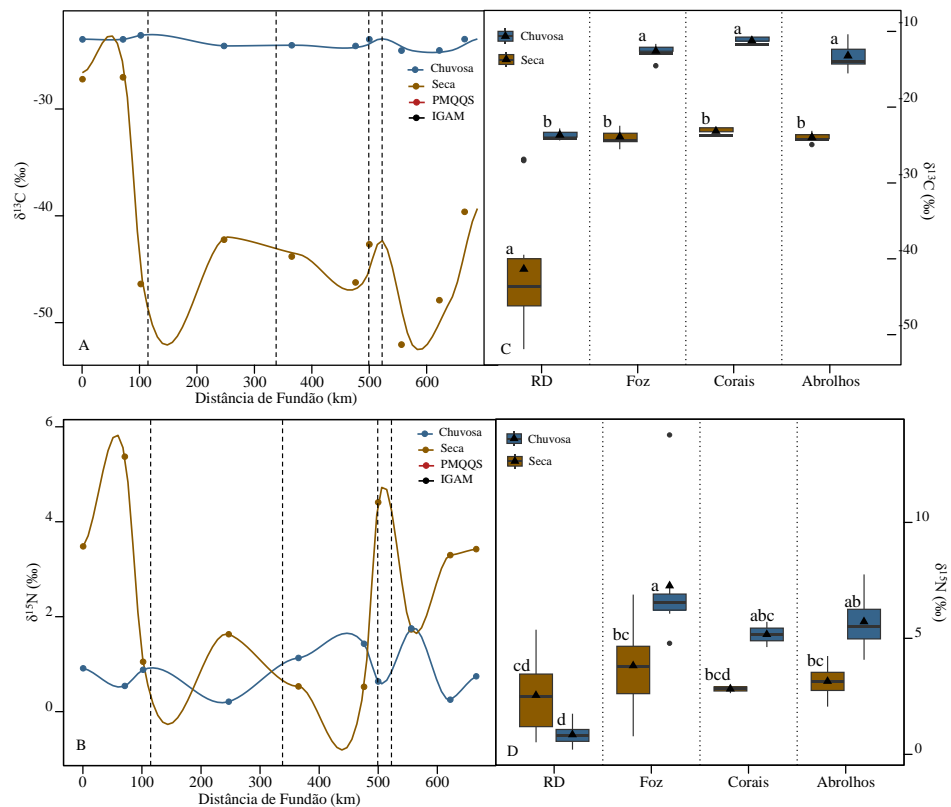 -30
-40
-50
δ¹³C (‰)
Chuvosa
Seca
PMQQS
IGAM
A
0
100
200
300
400
500
600
Distância de Fundão (km)
Chuvosa
Seca
a
b
b
a
b
a
b
a
C
-10
-20
-30
-40
-50
δ¹³C (‰)
RD
Foz
Corais
Abrolhos
6
4
2
0
δ¹⁵N (‰)
Chuvosa
Seca
PMQQS
IGAM
B
0
100
200
300
400
500
600
Distância de Fundão (km)
Chuvosa
Seca
cd
d
bc
a
bcd
abc
bc
ab
D
10
5
0
δ¹⁵N (‰)
RD
Foz
Corais
Abrolhos